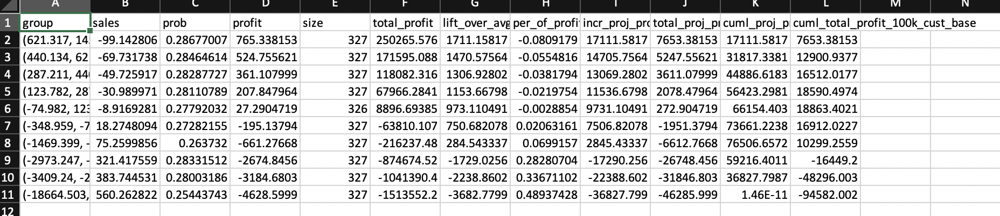 A B C D E F G H I J K L M N
1 group sales prob profit size total_profit lift_over_avg per_of_profi incr_proj_pro total_proj_pr cuml_proj_p cuml_total_profit_100k_cust_base
2 (621.317, 14 -99.142806 0.28677007 765.338153 327 250265.576 1711.15817 -0.0809179 17111.5817 7653.38153 17111.5817 7653.38153
3 (440.134, 62 -69.731738 0.28464614 524.755621 327 171595.088 1470.57564 -0.0554816 14705.7564 5247.55621 31817.3381 12900.9377
4 (287.211, 44 -49.725917 0.28287727 361.107999 327 118082.316 1306.92802 -0.0381794 13069.2802 3611.07999 44886.6183 16512.0177
5 (123.782, 28 -30.989971 0.28110789 207.847964 327 67966.2841 1153.66798 -0.0219754 11536.6798 2078.47964 56423.2981 18590.4974
6 (-74.982, 123 -8.9169281 0.27792032 27.2904719 326 8896.69385 973.110491 -0.0028854 9731.10491 272.904719 66154.403 18863.4021
7 (-348.959, -7 18.2748094 0.27282155 -195.13794 327 -63810.107 750.682078 0.02063161 7506.82078 -1951.3794 73661.2238 16912.0227
8 (-1469.399, - 75.2599856 0.263732 -661.27668 327 -216237.48 284.543337 0.0699157 2845.43337 -6612.7668 76506.6572 10299.2559
9 (-2973.247, - 321.417559 0.28331512 -2674.8456 327 -874674.52 -1729.0256 0.28280704 -17290.256 -26748.456 59216.4011 -16449.2
10 (-3409.24, -2 383.744531 0.28003186 -3184.6803 327 -1041390.4 -2238.8602 0.33671102 -22388.602 -31846.803 36827.7987 -48296.003
11 (-18664.503, 560.262822 0.25443743 -4628.5999 327 -1513552.2 -3682.7799 0.48937428 -36827.799 -46285.999 1.46E-11 -94582.002
12